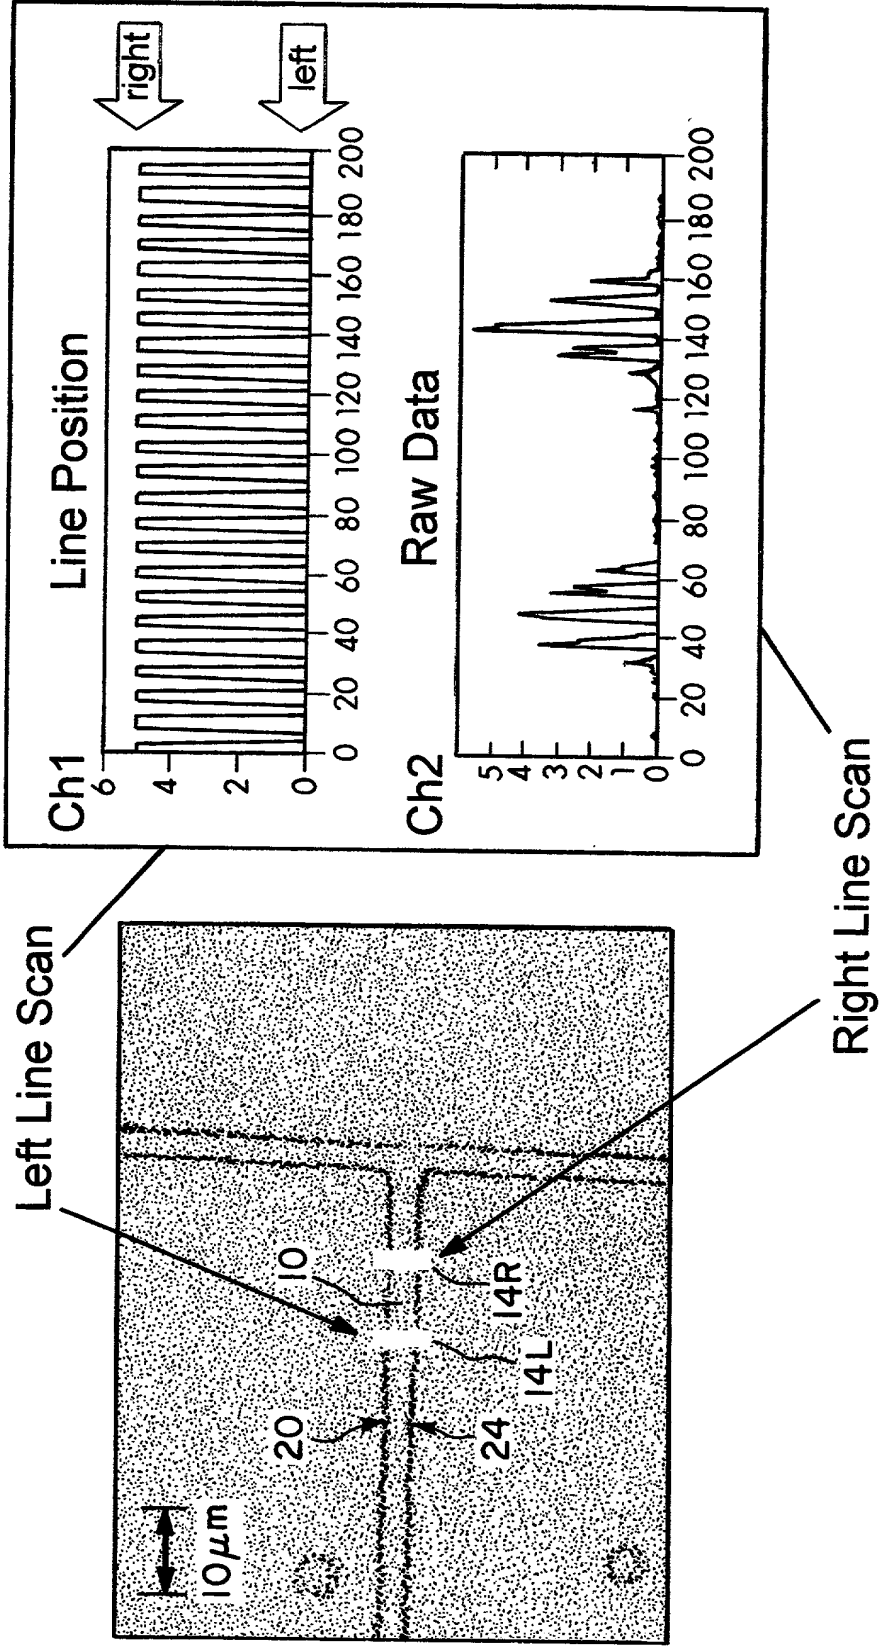 Left Line Scan
10μm
20
24
10
14L
14R
Right Line Scan
Ch1
Line Position
6
4
2
0
0 20 40 60 80 100 120 140 160 180 200
right
left
Ch2
Raw Data
5
4
3
2
1
0
0 20 40 60 80 100 120 140 160 180 200